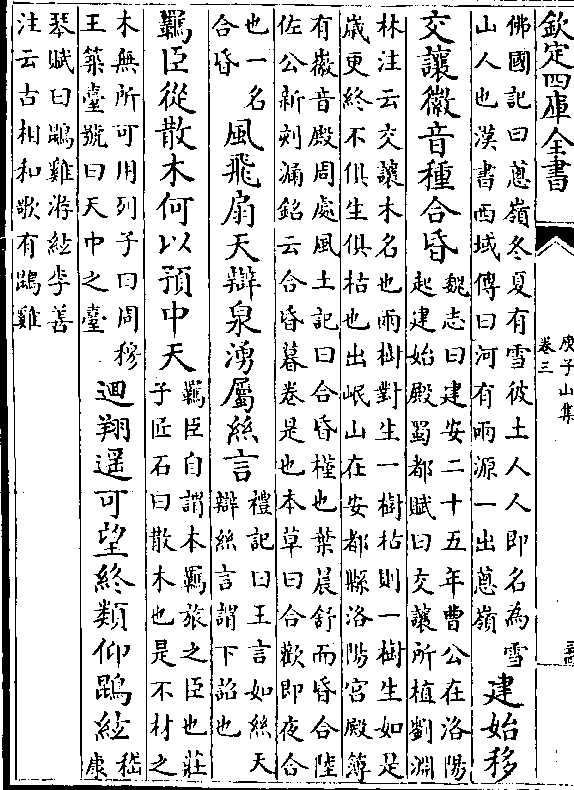 欽定四庫全書
庾子山集
卷三
佛國記曰蔥嶺冬夏有雪彼土人人即名為雪
山人也漢書西域傳曰河有兩源一出蔥嶺
建始移
交讓徽音種合昏
魏志曰建安二十五年曹公在洛陽
起建始殿蜀都賦曰交讓所植劉淵
林注云交讓木名也兩樹對生一樹枯則一樹生如是
歲更終不俱生俱枯也出岷山在安都縣洛陽宮殿簿
有徽音殿周處風土記曰合昏槿也葉晨舒而昏合陸
佐公新刻漏銘云合昏暮卷是也本草曰合歡即夜合
也一名
合昏
風飛扇天辯泉湧屬絲言
禮記曰王言如絲天
辯絲言謂下詔也
羈臣從散木何以預中天
羈臣自謂本羈旅之臣也莊
子匠石曰散木也是不材之
木無所可用列子曰周穆
王築臺號曰天中之臺
迴翔遥可望終類仰鵾絃
嵇康
琴賦曰鵾雞游絃李善
注云古相和歌有鵾雞